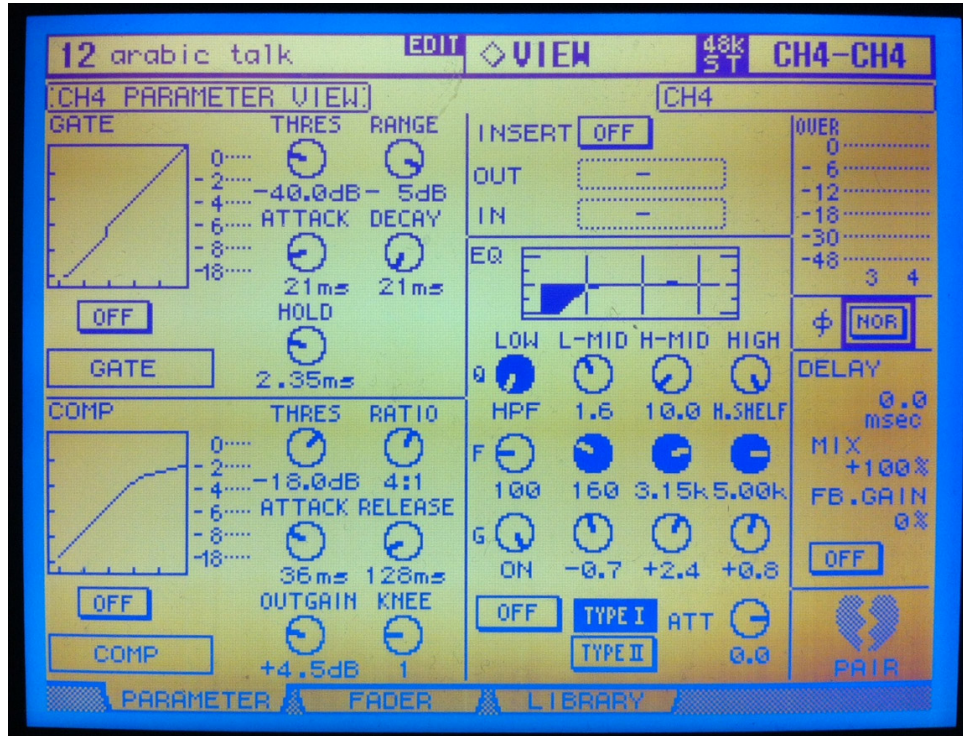 12 arabic talk EDIT ◇VIEW 48k ST CH4-CH4
CH4 PARAMETER VIEW CH4
GATE THRES RANGE
-40.0dB - 5dB
ATTACK DECAY
21ms 21ms
HOLD
2.35ms
0
- 2
- 4
- 6
- 8
-18
OFF
GATE
INSERT OFF
OUT -
IN -
OVER
0
- 6
-12
-18
-30
-48
3 4
EQ
LOW L-MID H-MID HIGH
Q
HPF 1.6 10.0 H.SHELF
F
100 160 3.15k 5.00k
G
ON -0.7 +2.4 +0.8
OFF TYPE I ATT
TYPE II 0.0
ϕ NOR
DELAY
0.0
msec
MIX
+100%
FB.GAIN
0%
OFF
PAIR
COMP THRES RATIO
-18.0dB 4:1
ATTACK RELEASE
36ms 128ms
OUTGAIN KNEE
+4.5dB 1
0
- 2
- 4
- 6
- 8
-18
OFF
COMP
PARAMETER FADER LIBRARY